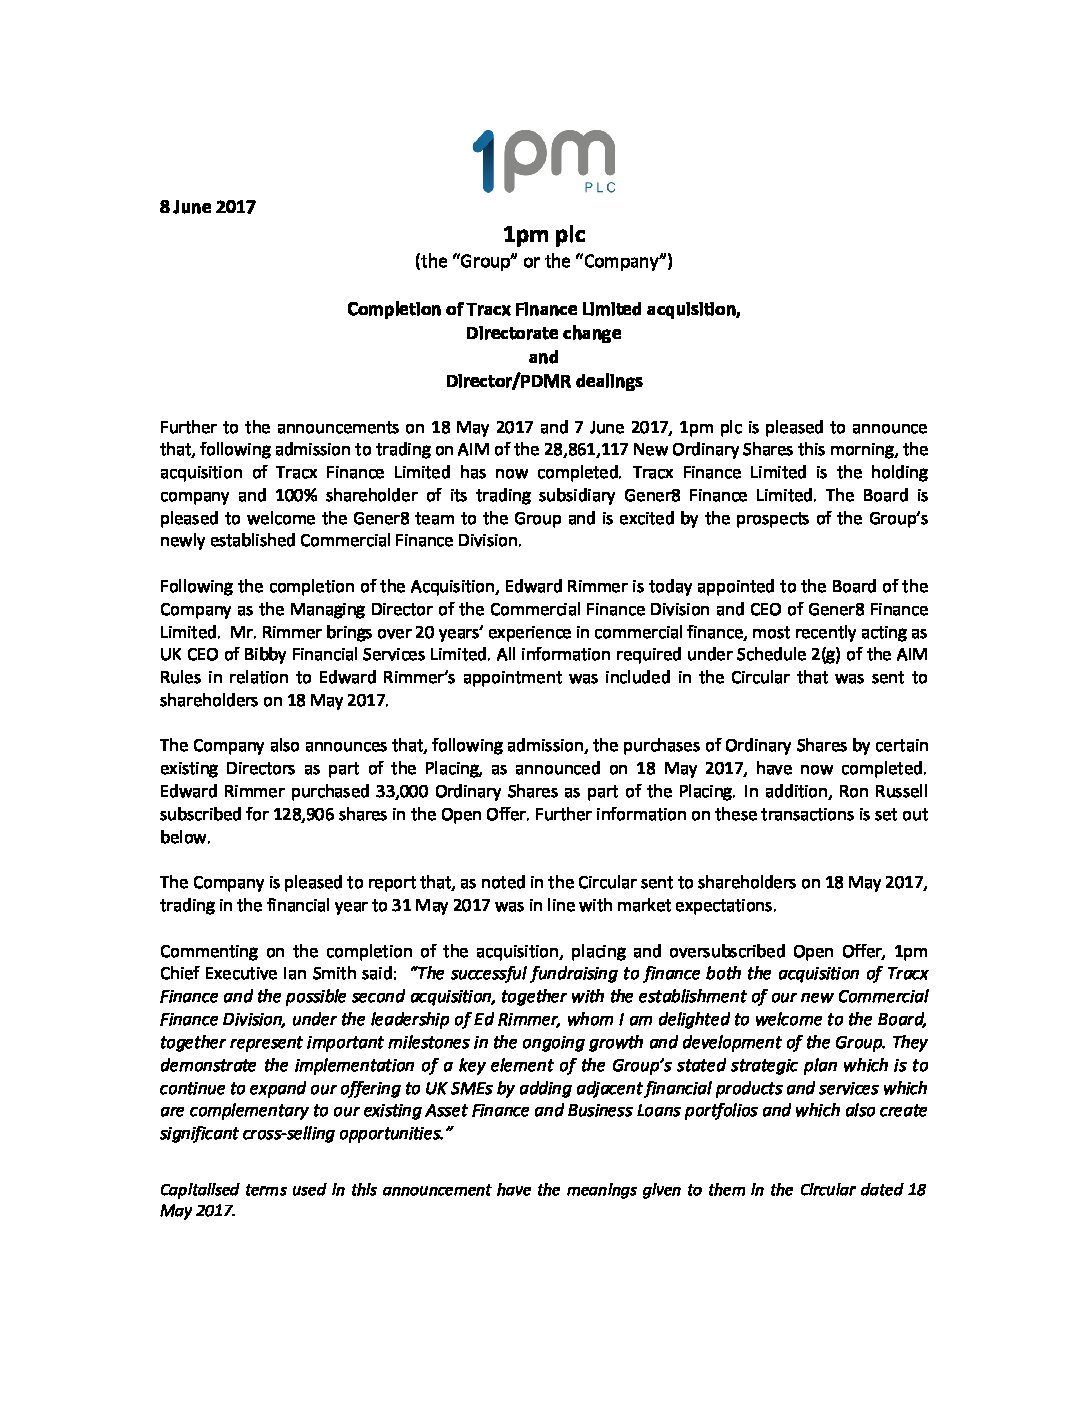 1pm
PLC
8 June 2017
1pm plc
(the “Group” or the “Company”)
Completion of Tracx Finance Limited acquisition,
Directorate change
and
Director/PDMR dealings
Further to the announcements on 18 May 2017 and 7 June 2017, 1pm plc is pleased to announce
that, following admission to trading on AIM of the 28,861,117 New Ordinary Shares this morning, the
acquisition of Tracx Finance Limited has now completed. Tracx Finance Limited is the holding
company and 100% shareholder of its trading subsidiary Gener8 Finance Limited. The Board is
pleased to welcome the Gener8 team to the Group and is excited by the prospects of the Group’s
newly established Commercial Finance Division.
Following the completion of the Acquisition, Edward Rimmer is today appointed to the Board of the
Company as the Managing Director of the Commercial Finance Division and CEO of Gener8 Finance
Limited. Mr. Rimmer brings over 20 years’ experience in commercial finance, most recently acting as
UK CEO of Bibby Financial Services Limited. All information required under Schedule 2(g) of the AIM
Rules in relation to Edward Rimmer’s appointment was included in the Circular that was sent to
shareholders on 18 May 2017.
The Company also announces that, following admission, the purchases of Ordinary Shares by certain
existing Directors as part of the Placing, as announced on 18 May 2017, have now completed.
Edward Rimmer purchased 33,000 Ordinary Shares as part of the Placing. In addition, Ron Russell
subscribed for 128,906 shares in the Open Offer. Further information on these transactions is set out
below.
The Company is pleased to report that, as noted in the Circular sent to shareholders on 18 May 2017,
trading in the financial year to 31 May 2017 was in line with market expectations.
Commenting on the completion of the acquisition, placing and oversubscribed Open Offer, 1pm
Chief Executive Ian Smith said: “The successful fundraising to finance both the acquisition of Tracx
Finance and the possible second acquisition, together with the establishment of our new Commercial
Finance Division, under the leadership of Ed Rimmer, whom I am delighted to welcome to the Board,
together represent important milestones in the ongoing growth and development of the Group. They
demonstrate the implementation of a key element of the Group’s stated strategic plan which is to
continue to expand our offering to UK SMEs by adding adjacent financial products and services which
are complementary to our existing Asset Finance and Business Loans portfolios and which also create
significant cross-selling opportunities.”
Capitalised terms used in this announcement have the meanings given to them in the Circular dated 18
May 2017.